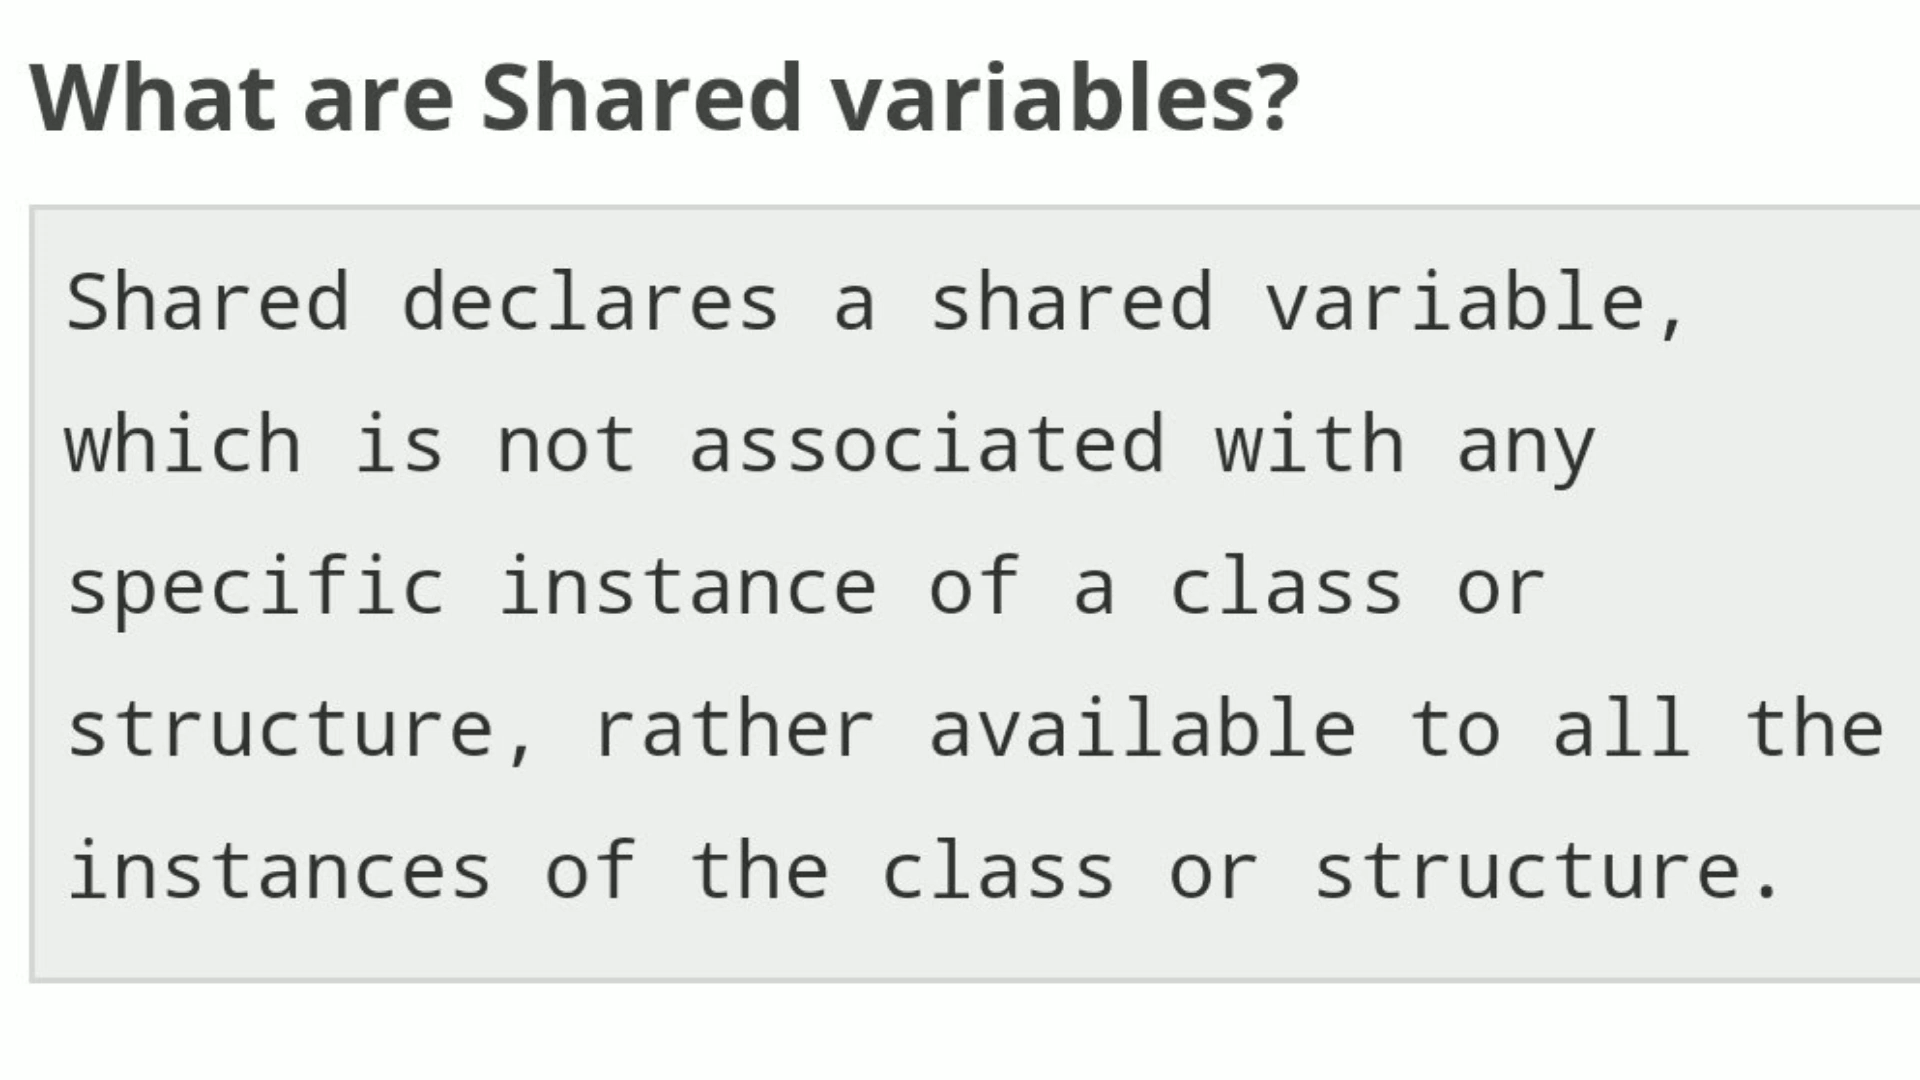 What are Shared variables?
Shared declares a shared variable,
which is not associated with any
specific instance of a class or
structure, rather available to all the
instances of the class or structure.